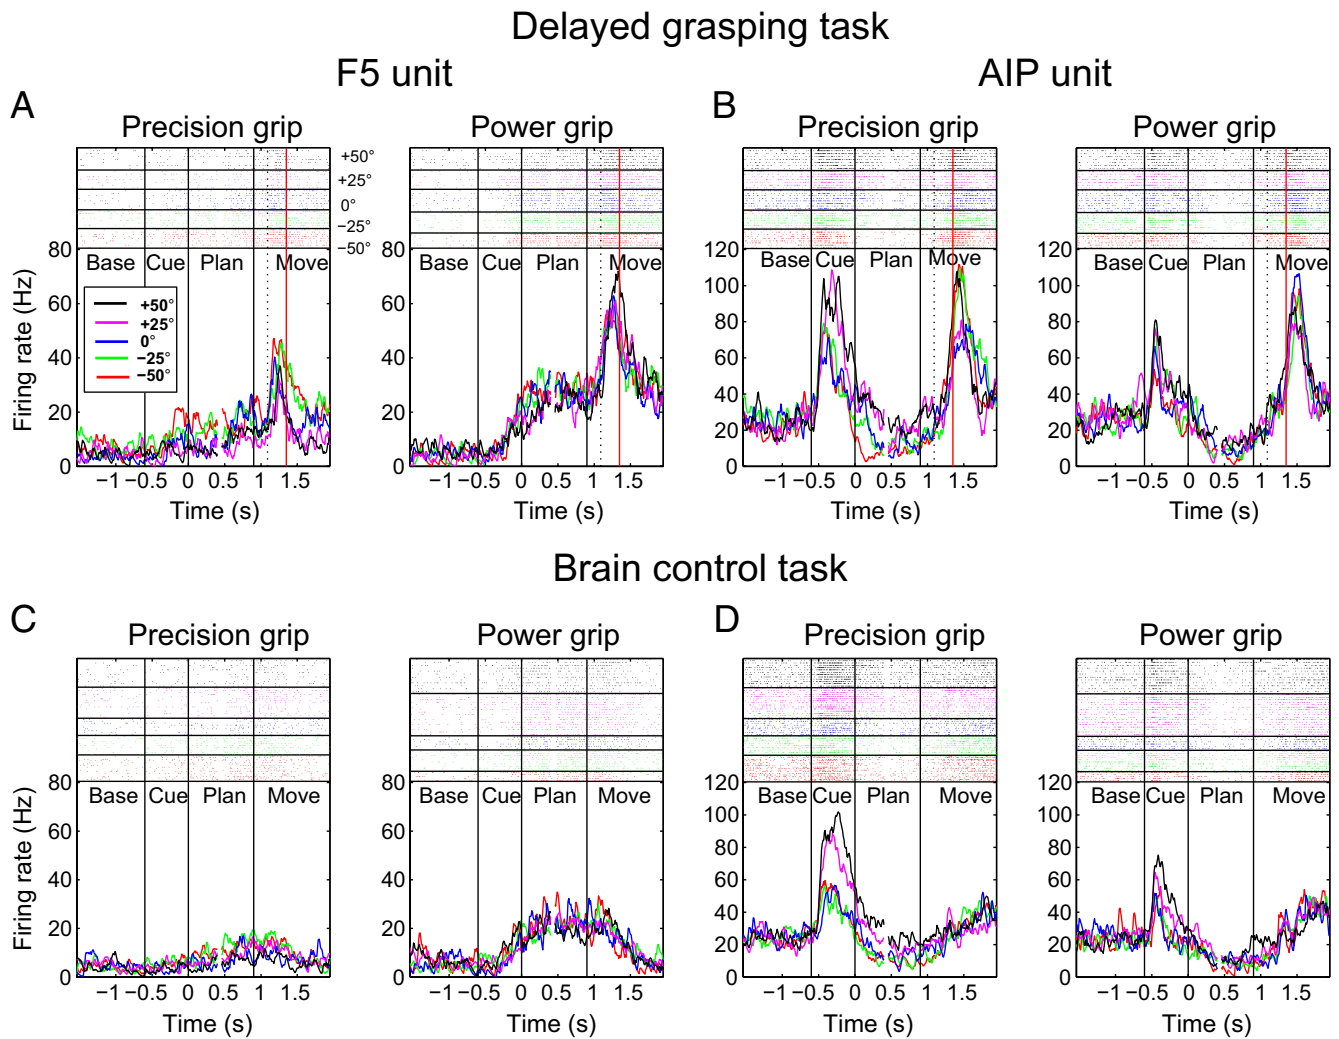 Delayed grasping task
F5 unit
AIP unit
A
B
Precision grip
Power grip
Precision grip
Power grip
+50°
+25°
0°
−25°
−50°
80
60
40
20
0
Firing rate (Hz)
Base Cue Plan Move
+50°
+25°
0°
−25°
−50°
−1 −0.5 0 0.5 1 1.5
Time (s)
80
60
40
20
0
Base Cue Plan Move
−1 −0.5 0 0.5 1 1.5
Time (s)
120
100
80
60
40
20
0
Base Cue Plan Move
−1 −0.5 0 0.5 1 1.5
Time (s)
120
100
80
60
40
20
0
Base Cue Plan Move
−1 −0.5 0 0.5 1 1.5
Time (s)
Brain control task
C
D
Precision grip
Power grip
Precision grip
Power grip
80
60
40
20
0
Firing rate (Hz)
Base Cue Plan Move
−1 −0.5 0 0.5 1 1.5
Time (s)
80
60
40
20
0
Base Cue Plan Move
−1 −0.5 0 0.5 1 1.5
Time (s)
120
100
80
60
40
20
0
Base Cue Plan Move
−1 −0.5 0 0.5 1 1.5
Time (s)
120
100
80
60
40
20
0
Base Cue Plan Move
−1 −0.5 0 0.5 1 1.5
Time (s)